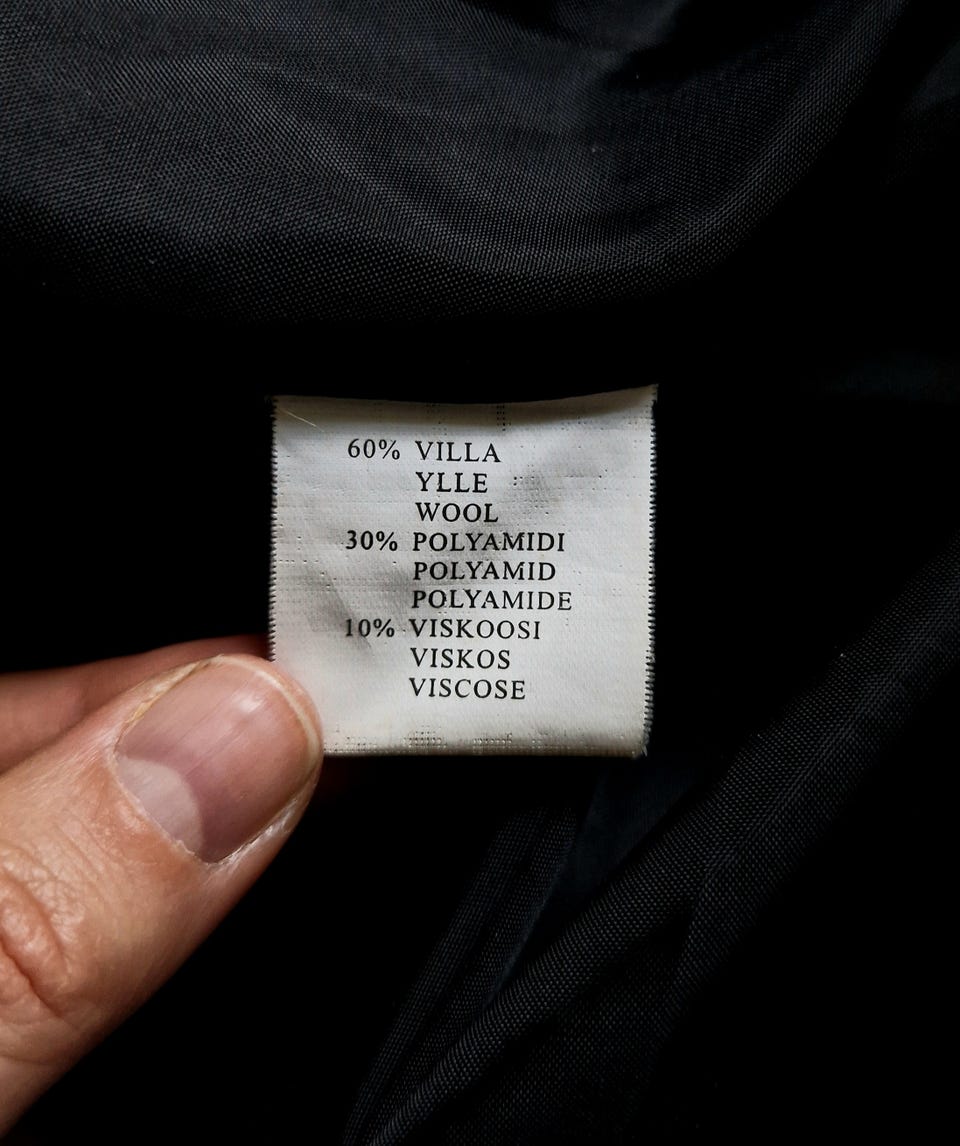 60% VILLA
YLLE
WOOL
30% POLYAMIDI
POLYAMID
POLYAMIDE
10% VISKOOSI
VISKOS
VISCOSE